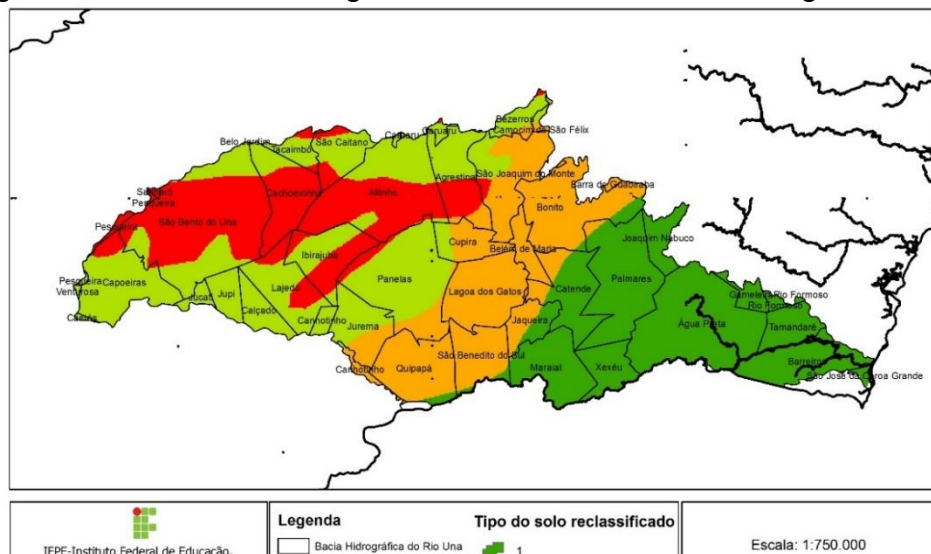 Bezerros
Caruaru
Camocim de São Félix
Belo Jardim
São Caitano
Tacaimbó
Agrestina
São Joaquim do Monte
Barra de Guabiraba
Cachoeirinha
Altinho
Pesqueira
São Bento do Una
Bonito
Joaquim Nabuco
Pesqueira
Cupira
Belém de Maria
Ibirajuba
Pesqueira
Venturosa
Capoeiras
Panelas
Palmares
Lajedo
Lagoa dos Gatos
Catende
Jucati
Jupi
Gameleira
Rio Formoso
Rio Formoso
Calçado
Canhotinho
Jurema
Jaqueira
Água Preta
Tamandaré
São Benedito do Sul
Canhotinho
Quipapá
Maraial
Xexéu
Barreiros
São José da Coroa Grande
Legenda
Tipo do solo reclassificado
IFPE-Instituto Federal de Educação,
Bacia Hidrográfica do Rio Una
1
Escala: 1:750.000